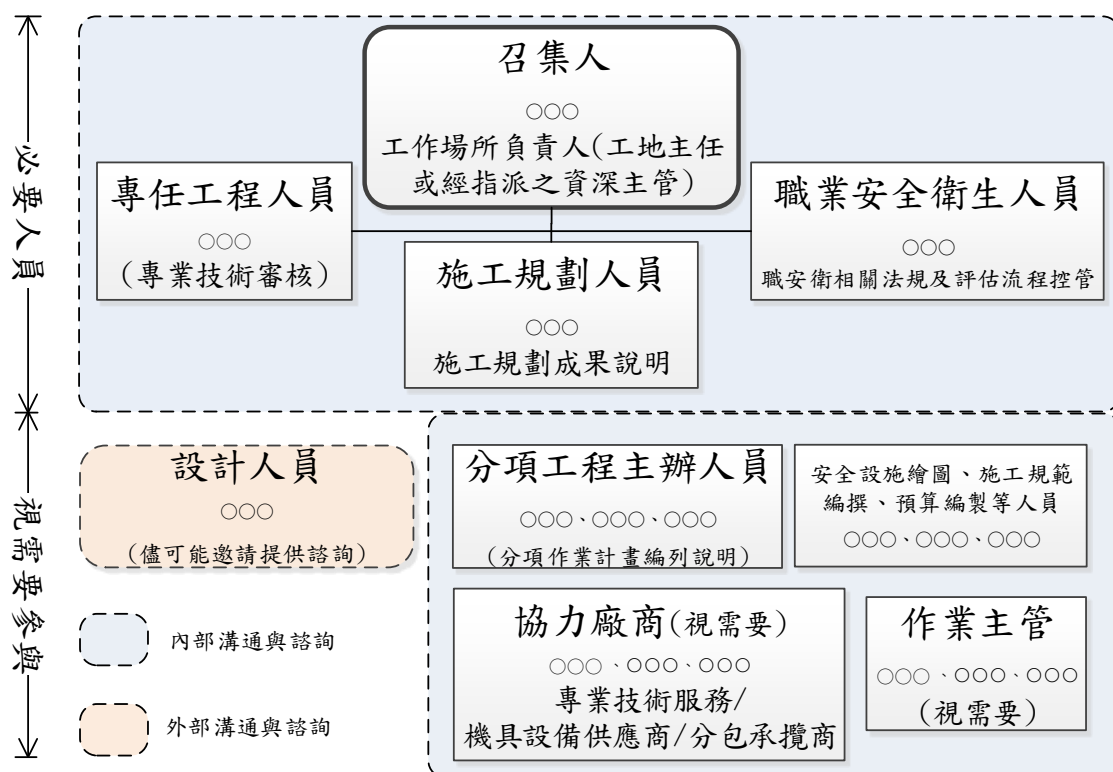 必要人員
召集人
○○○
工作場所負責人(工地主任
或經指派之資深主管)
專任工程人員
○○○
(專業技術審核)
施工規劃人員
○○○
施工規劃成果說明
職業安全衛生人員
○○○
職安衛相關法規及評估流程控管
視需要參與
設計人員
○○○
(儘可能邀請提供諮詢)
內部溝通與諮詢
外部溝通與諮詢
分項工程主辦人員
○○○、○○○、○○○
(分項作業計畫編列說明)
安全設施繪圖、施工規範
編撰、預算編製等人員
○○○、○○○、○○○
協力廠商(視需要)
○○○、○○○、○○○
專業技術服務/
機具設備供應商/分包承攬商
作業主管
○○○、○○○、○○○
(視需要)